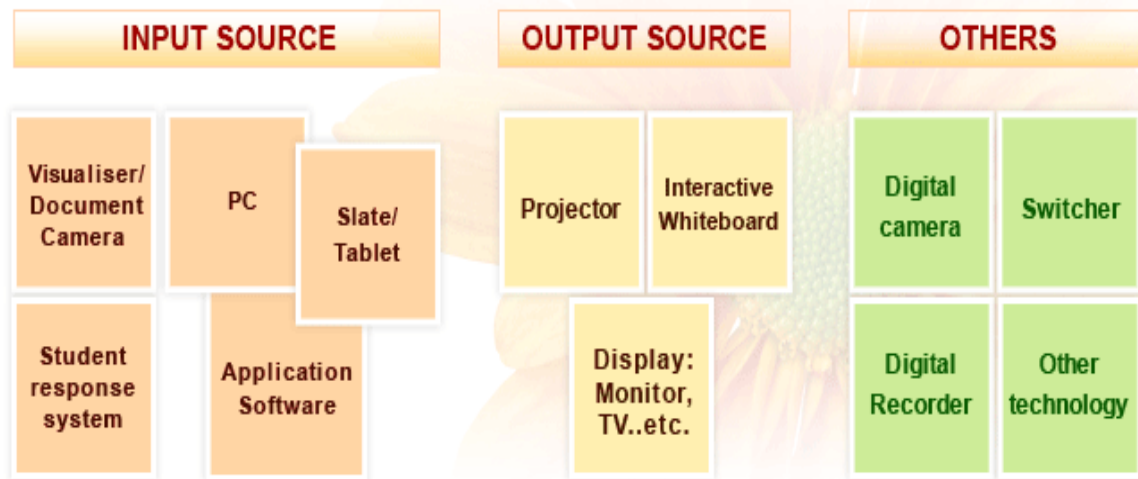 INPUT SOURCE
OUTPUT SOURCE
OTHERS
Visualiser/
Document
Camera
PC
Slate/
Tablet
Student
response
system
Application
Software
Projector
Interactive
Whiteboard
Display:
Monitor,
TV..etc.
Digital
camera
Switcher
Digital
Recorder
Other
technology